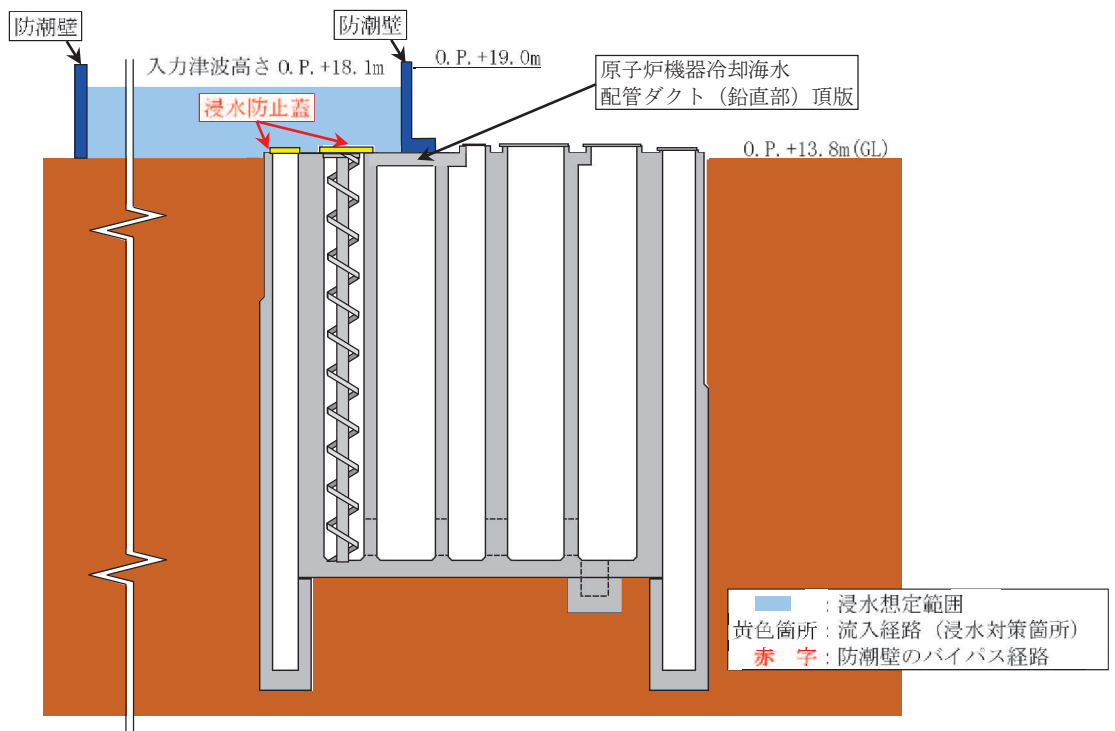 防潮壁
防潮壁
O.P.+19.0m
入力津波高さ O.P.+18.1m
原子炉機器冷却海水
配管ダクト（鉛直部）頂版
浸水防止蓋
O.P.+13.8m(GL)
：浸水想定範囲
黄色箇所：流入経路（浸水対策箇所）
赤　字：防潮壁のバイパス経路